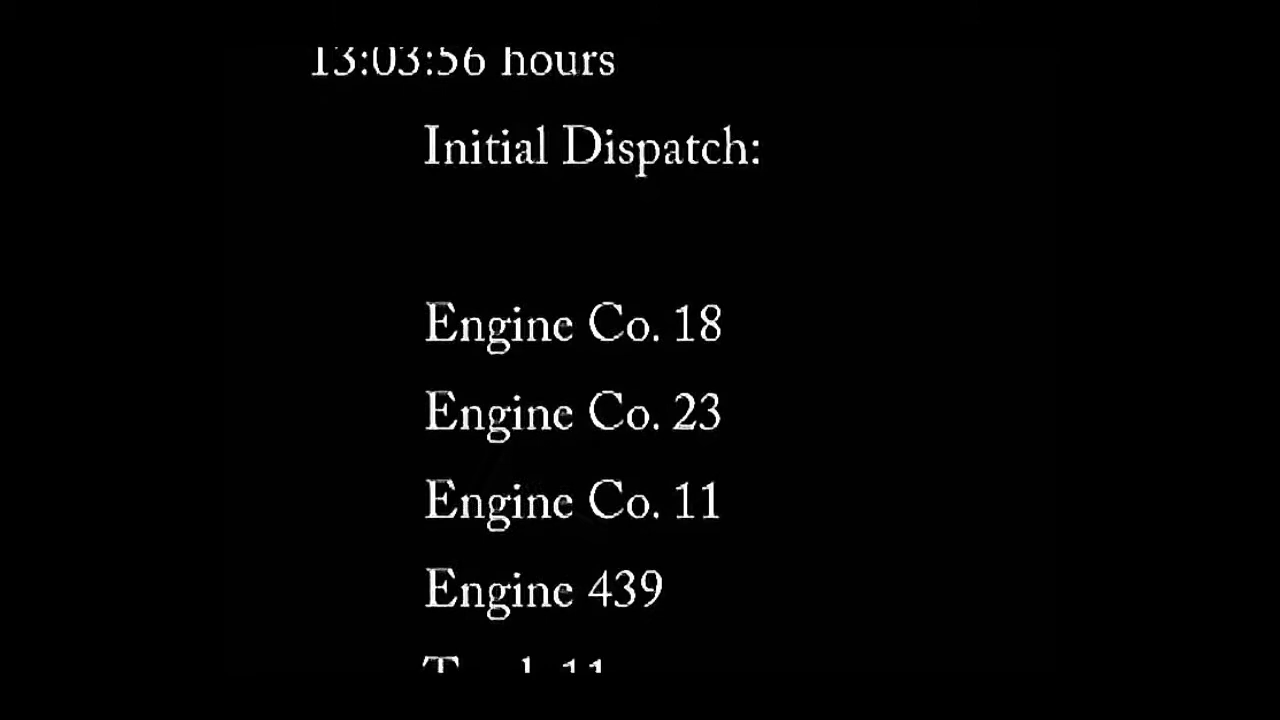 13:03:56 hours
Initial Dispatch:
Engine Co. 18
Engine Co. 23
Engine Co. 11
Engine 439